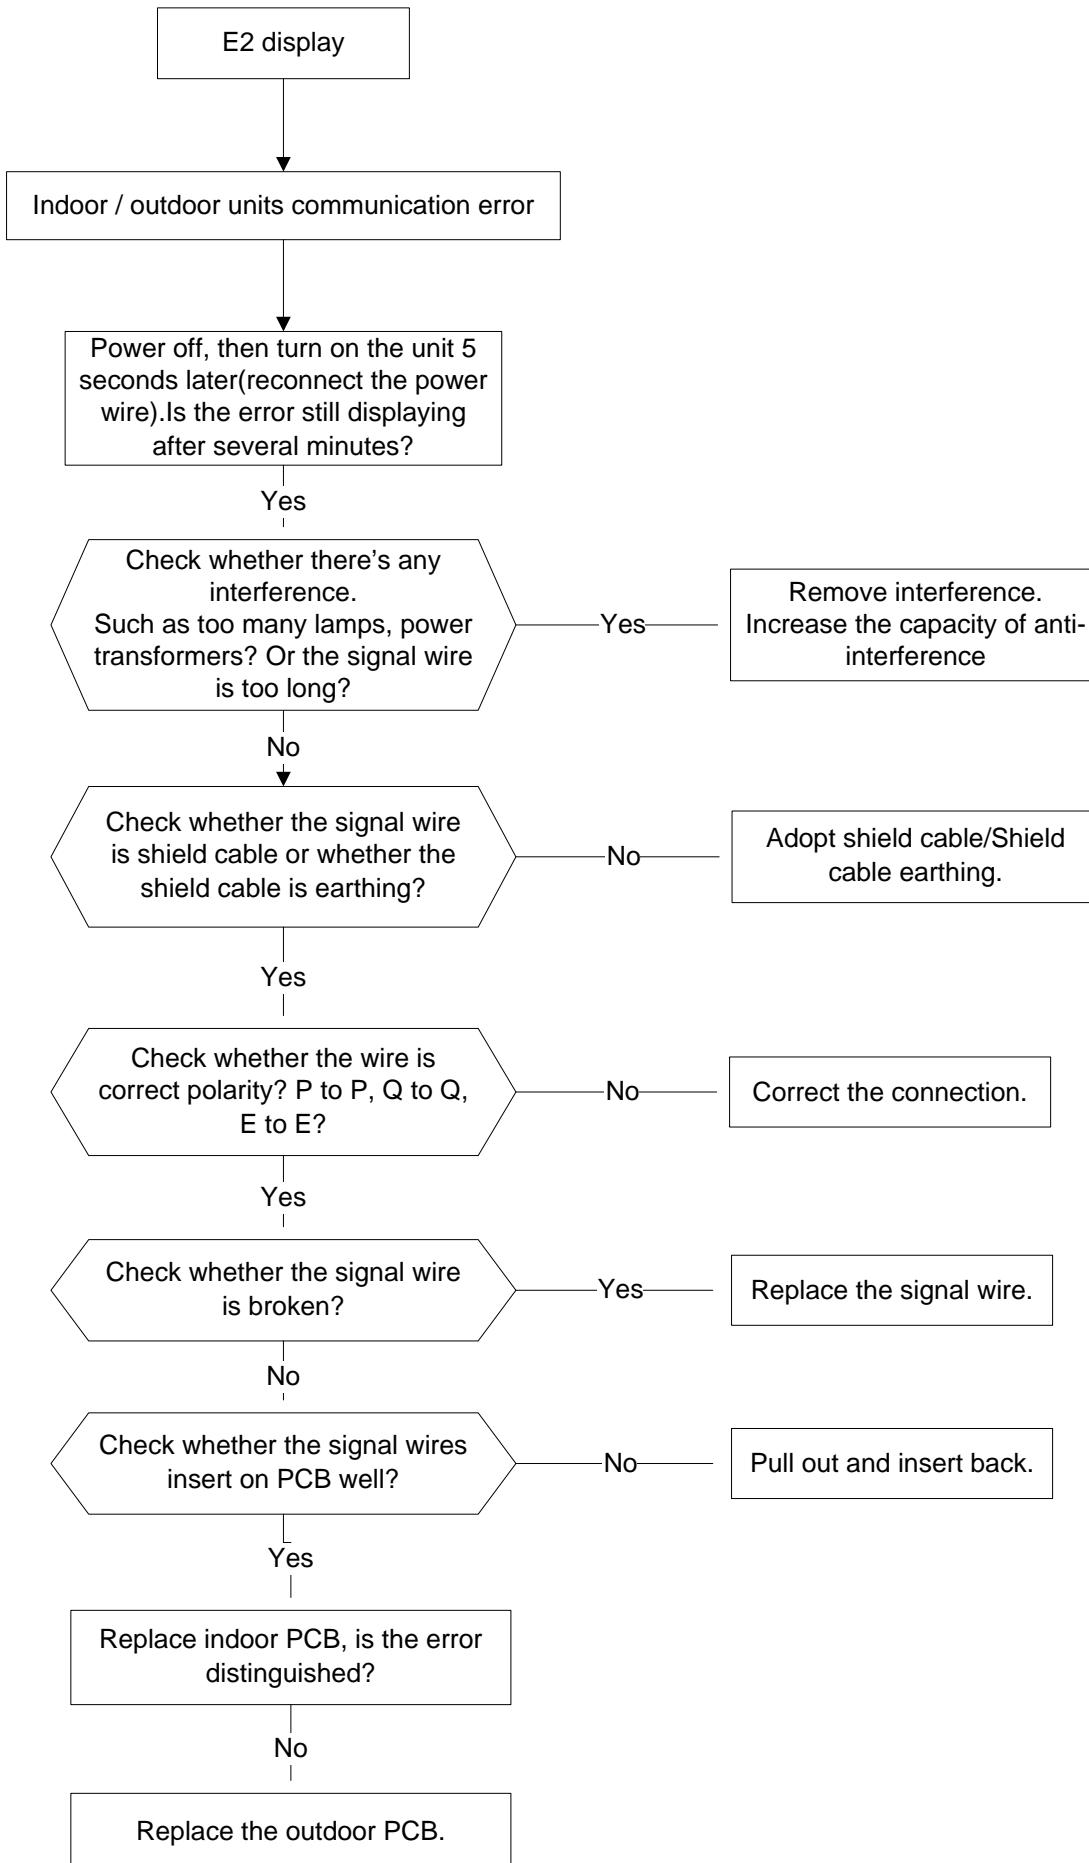 E2 display
Indoor / outdoor units communication error
Power off, then turn on the unit 5
seconds later(reconnect the power
wire).Is the error still displaying
after several minutes?
Yes
Check whether there’s any
interference.
Such as too many lamps, power
transformers? Or the signal wire
is too long?
Yes
Remove interference.
Increase the capacity of anti-
interference
No
Check whether the signal wire
is shield cable or whether the
shield cable is earthing?
No
Adopt shield cable/Shield
cable earthing.
Yes
Check whether the wire is
correct polarity? P to P, Q to Q,
E to E?
No
Correct the connection.
Yes
Check whether the signal wire
is broken?
Yes
Replace the signal wire.
No
Check whether the signal wires
insert on PCB well?
No
Pull out and insert back.
Yes
Replace indoor PCB, is the error
distinguished?
No
Replace the outdoor PCB.